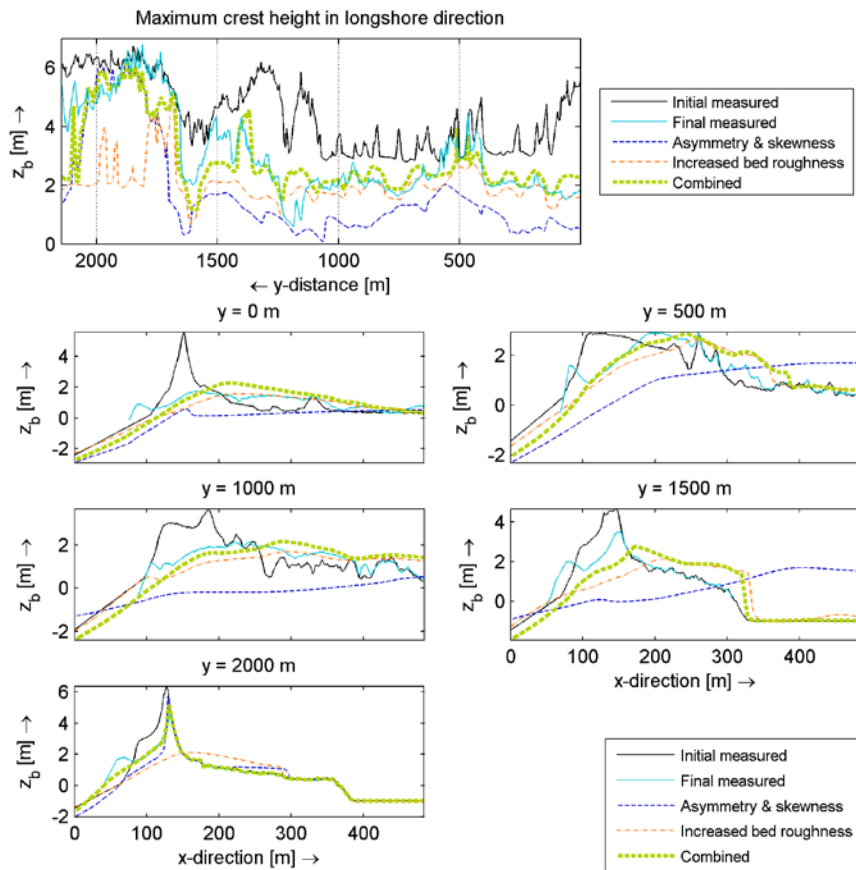 Maximum crest height in longshore direction
6
4
2
0
z_b [m] →
2000 1500 1000 500
← y-distance [m]
Initial measured
Final measured
Asymmetry & skewness
Increased bed roughness
Combined
y = 0 m
4
2
0
-2
z_b [m] →
y = 500 m
2
0
-2
z_b [m] →
y = 1000 m
2
0
-2
z_b [m] →
y = 1500 m
4
2
0
z_b [m] →
0 100 200 300 400
x-direction [m] →
y = 2000 m
6
4
2
0
-2
z_b [m] →
0 100 200 300 400
x-direction [m] →
Initial measured
Final measured
Asymmetry & skewness
Increased bed roughness
Combined